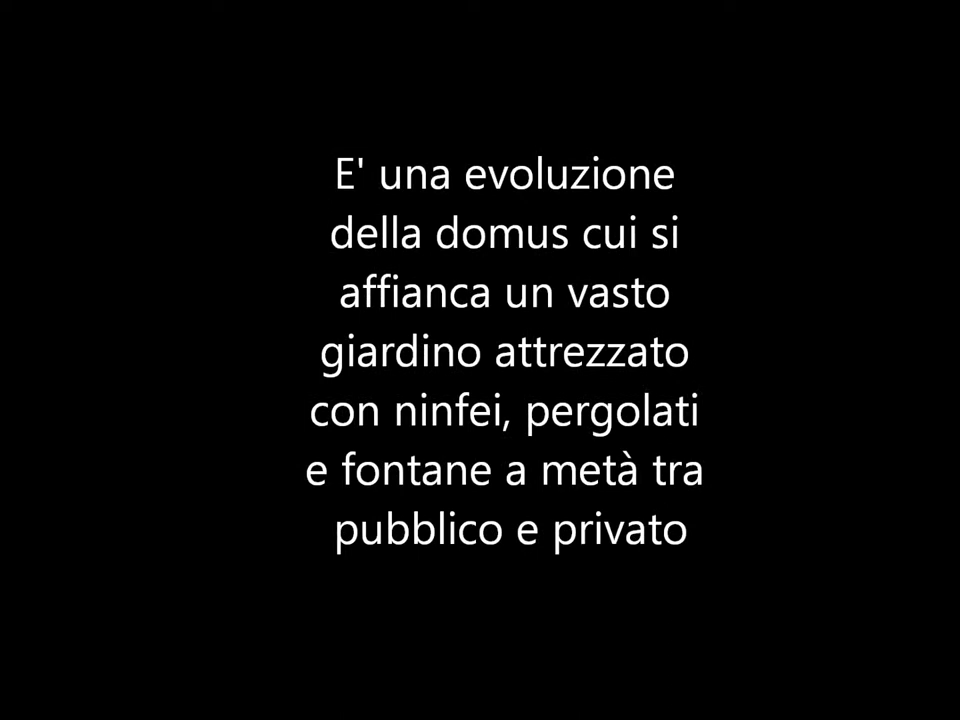 E' una evoluzione
della domus cui si
affianca un vasto
giardino attrezzato
con ninfei, pergolati
e fontane a metà tra
pubblico e privato